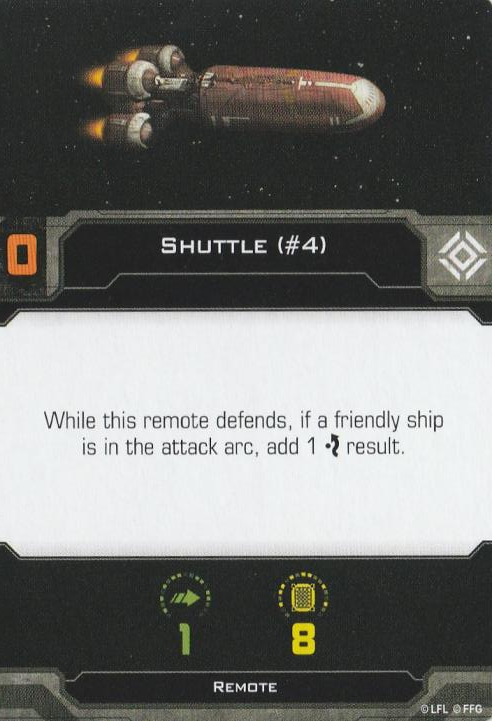 0
SHUTTLE (#4)
While this remote defends, if a friendly ship
is in the attack arc, add 1 result.
1 8
REMOTE
©LFL ©FFG